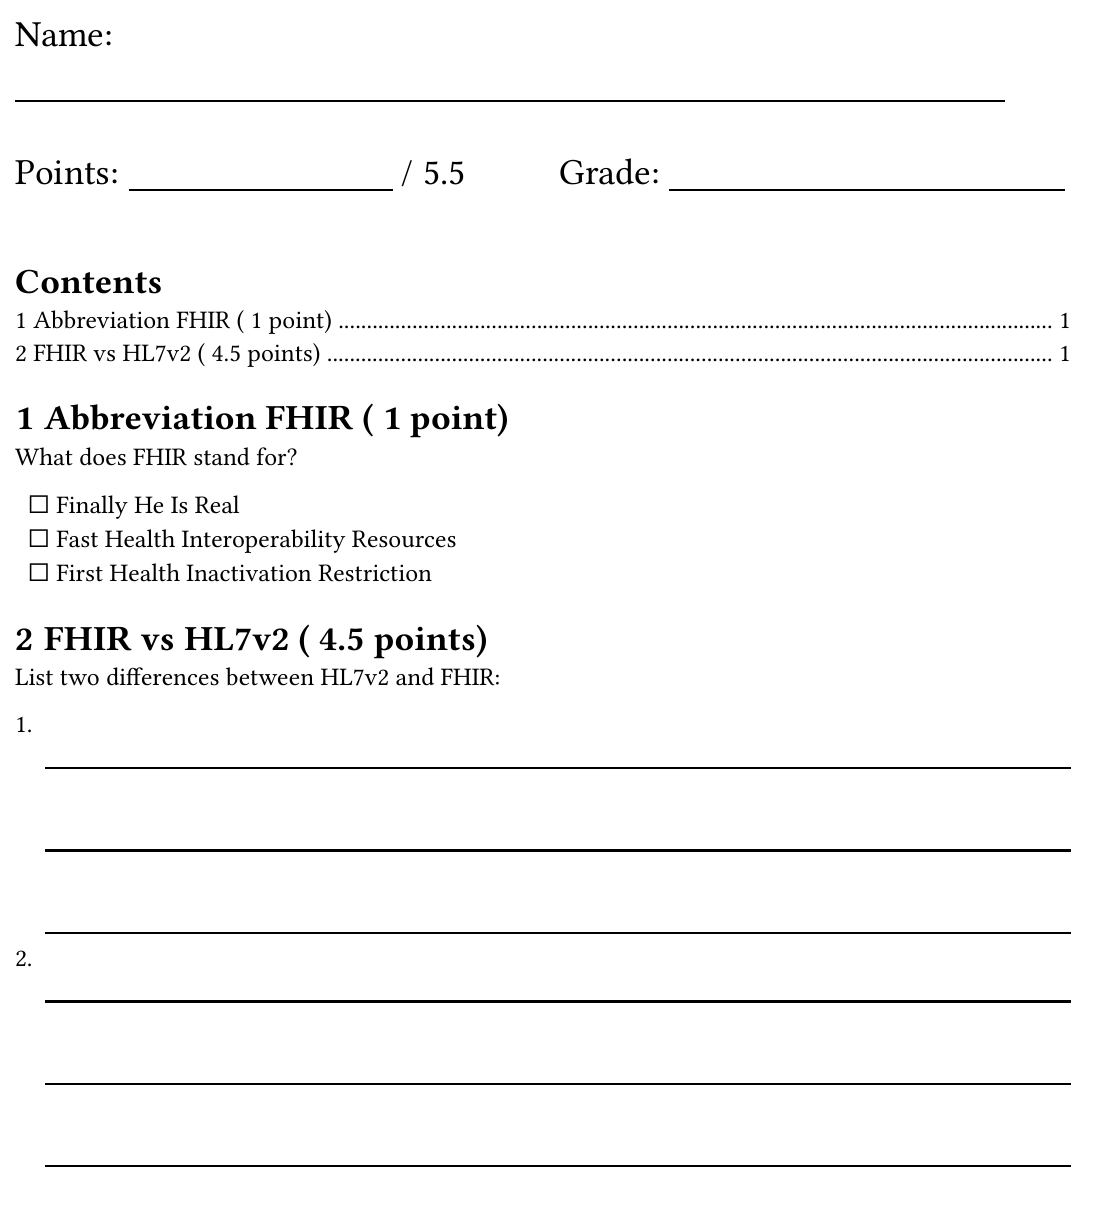 Name:
Points: / 5.5 Grade:
Contents
1 Abbreviation FHIR ( 1 point) ........................................................................................................ 1
2 FHIR vs HL7v2 ( 4.5 points) ........................................................................................................ 1
1 Abbreviation FHIR ( 1 point)
What does FHIR stand for?
☐ Finally He Is Real
☐ Fast Health Interoperability Resources
☐ First Health Inactivation Restriction
2 FHIR vs HL7v2 ( 4.5 points)
List two differences between HL7v2 and FHIR:
1.
2.